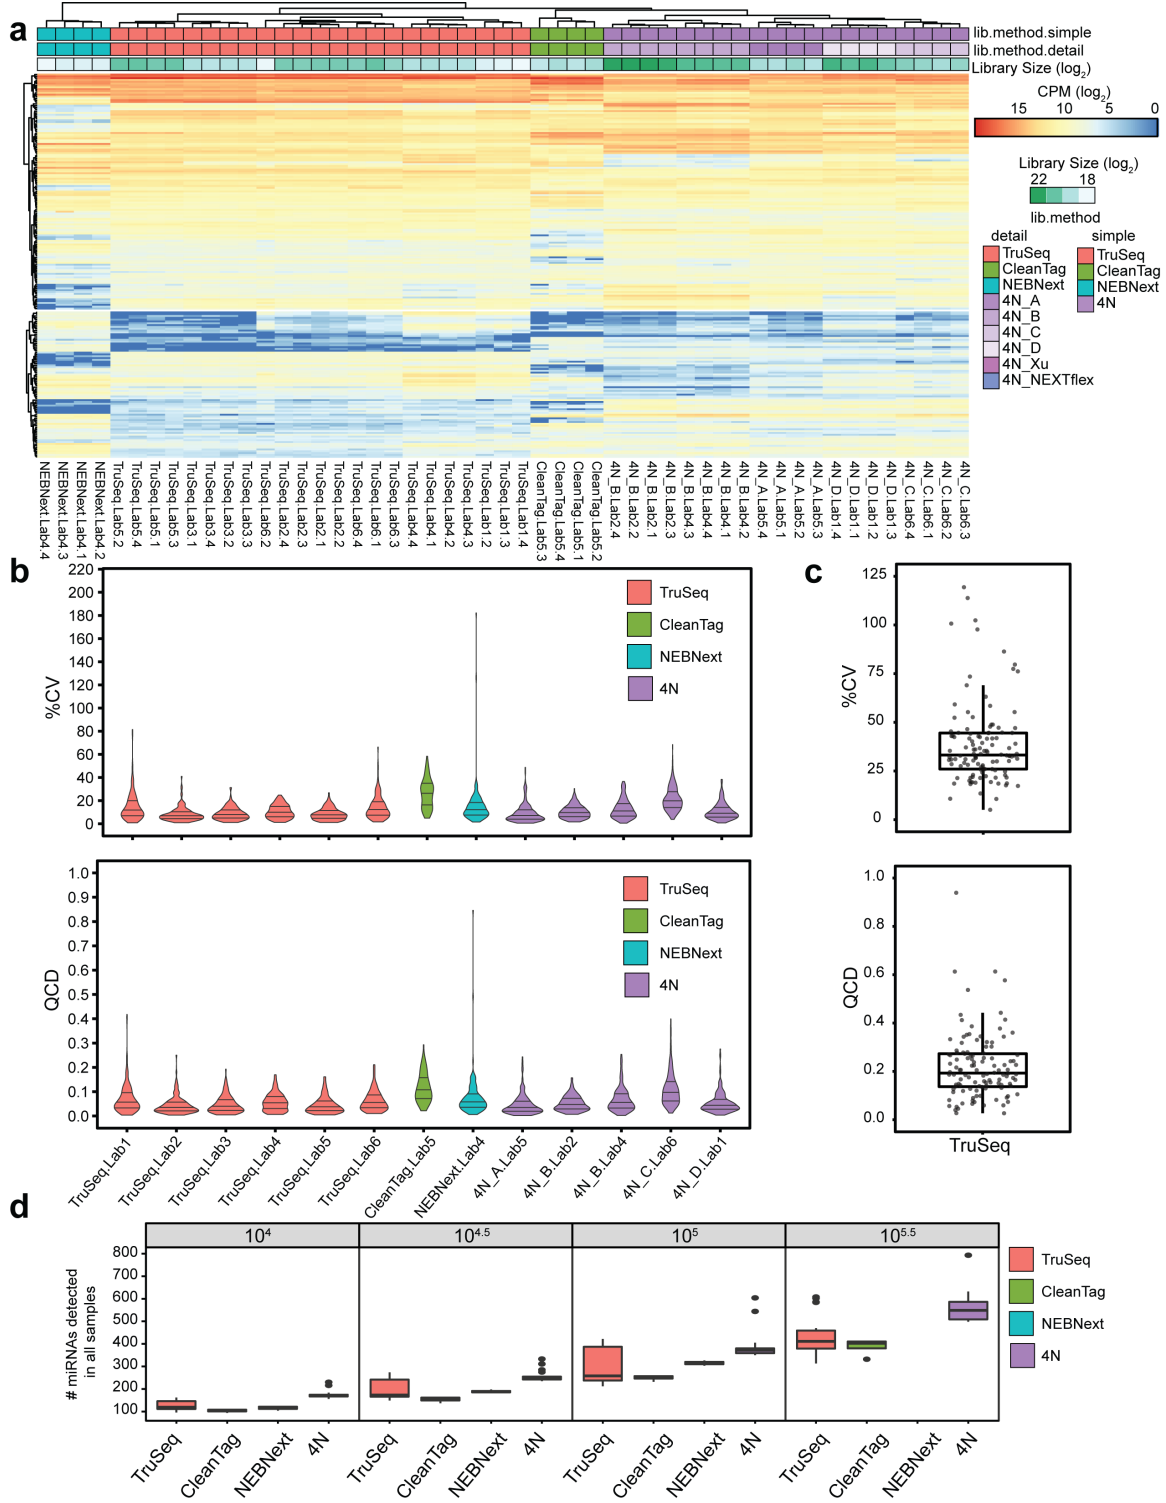 a
lib.method.simple
lib.method.detail
Library Size (log2)
CPM (log2)
15 10 5 0
Library Size (log2)
22 18
lib.method
detail simple
TruSeq TruSeq
CleanTag CleanTag
NEBNext NEBNext
4N_A 4N
4N_B
4N_C
4N_D
4N_Xu
4N_NEXTflex
NEBNext.Lab4.4
NEBNext.Lab4.3
NEBNext.Lab4.1
NEBNext.Lab4.2
TruSeq.Lab5.2
TruSeq.Lab5.4
TruSeq.Lab5.1
TruSeq.Lab5.3
TruSeq.Lab3.1
TruSeq.Lab3.4
TruSeq.Lab3.2
TruSeq.Lab3.3
TruSeq.Lab6.2
TruSeq.Lab2.4
TruSeq.Lab2.3
TruSeq.Lab2.1
TruSeq.Lab2.2
TruSeq.Lab6.4
TruSeq.Lab6.1
TruSeq.Lab6.3
TruSeq.Lab4.4
TruSeq.Lab4.1
TruSeq.Lab4.2
TruSeq.Lab4.3
TruSeq.Lab1.2
TruSeq.Lab1.3
TruSeq.Lab1.4
CleanTag.Lab5.3
CleanTag.Lab5.4
CleanTag.Lab5.1
CleanTag.Lab5.2
4N_B.Lab2.4
4N_B.Lab2.2
4N_B.Lab2.1
4N_B.Lab2.3
4N_B.Lab4.3
4N_B.Lab4.1
4N_B.Lab4.2
4N_B.Lab4.4
4N_A.Lab5.4
4N_A.Lab5.1
4N_A.Lab5.2
4N_A.Lab5.3
4N_D.Lab1.4
4N_D.Lab1.1
4N_D.Lab1.2
4N_D.Lab1.3
4N_C.Lab6.4
4N_C.Lab6.1
4N_C.Lab6.2
4N_C.Lab6.3
b
220
200
180
160
140
120
100
80
60
40
20
0
%CV
TruSeq
CleanTag
NEBNext
4N
1.0
0.9
0.8
0.7
0.6
0.5
0.4
0.3
0.2
0.1
0.0
QCD
TruSeq
CleanTag
NEBNext
4N
TruSeq.Lab1
TruSeq.Lab2
TruSeq.Lab3
TruSeq.Lab4
TruSeq.Lab5
TruSeq.Lab6
CleanTag.Lab5
NEBNext.Lab4
4N_A.Lab5
4N_B.Lab2
4N_B.Lab4
4N_C.Lab6
4N_D.Lab1
c
125
100
75
50
25
0
%CV
1.0
0.8
0.6
0.4
0.2
0.0
QCD
TruSeq
d
10^4 10^4.5 10^5 10^5.5
800
700
600
500
400
300
200
100
# miRNAs detected
in all samples
TruSeq CleanTag NEBNext 4N TruSeq CleanTag NEBNext 4N TruSeq CleanTag NEBNext 4N TruSeq CleanTag NEBNext 4N
TruSeq
CleanTag
NEBNext
4N